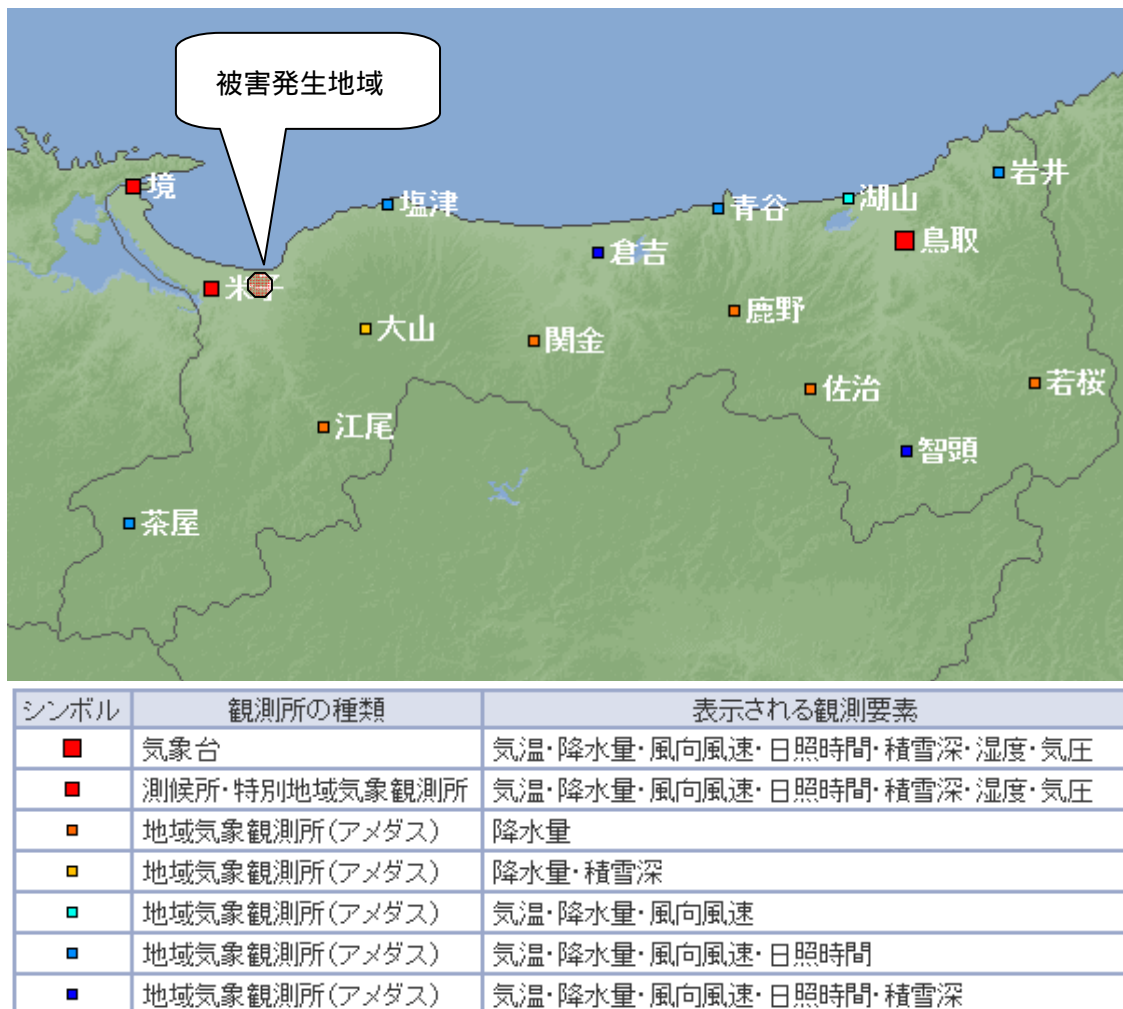 被害発生地域
境
塩津
青谷
湖山
岩井
鳥取
倉吉
米子
大山
関金
鹿野
佐治
若桜
江尾
智頭
茶屋
シンボル 観測所の種類 表示される観測要素
気象台 気温・降水量・風向風速・日照時間・積雪深・湿度・気圧
測候所・特別地域気象観測所 気温・降水量・風向風速・日照時間・積雪深・湿度・気圧
地域気象観測所(アメダス) 降水量
地域気象観測所(アメダス) 降水量・積雪深
地域気象観測所(アメダス) 気温・降水量・風向風速
地域気象観測所(アメダス) 気温・降水量・風向風速・日照時間
地域気象観測所(アメダス) 気温・降水量・風向風速・日照時間・積雪深